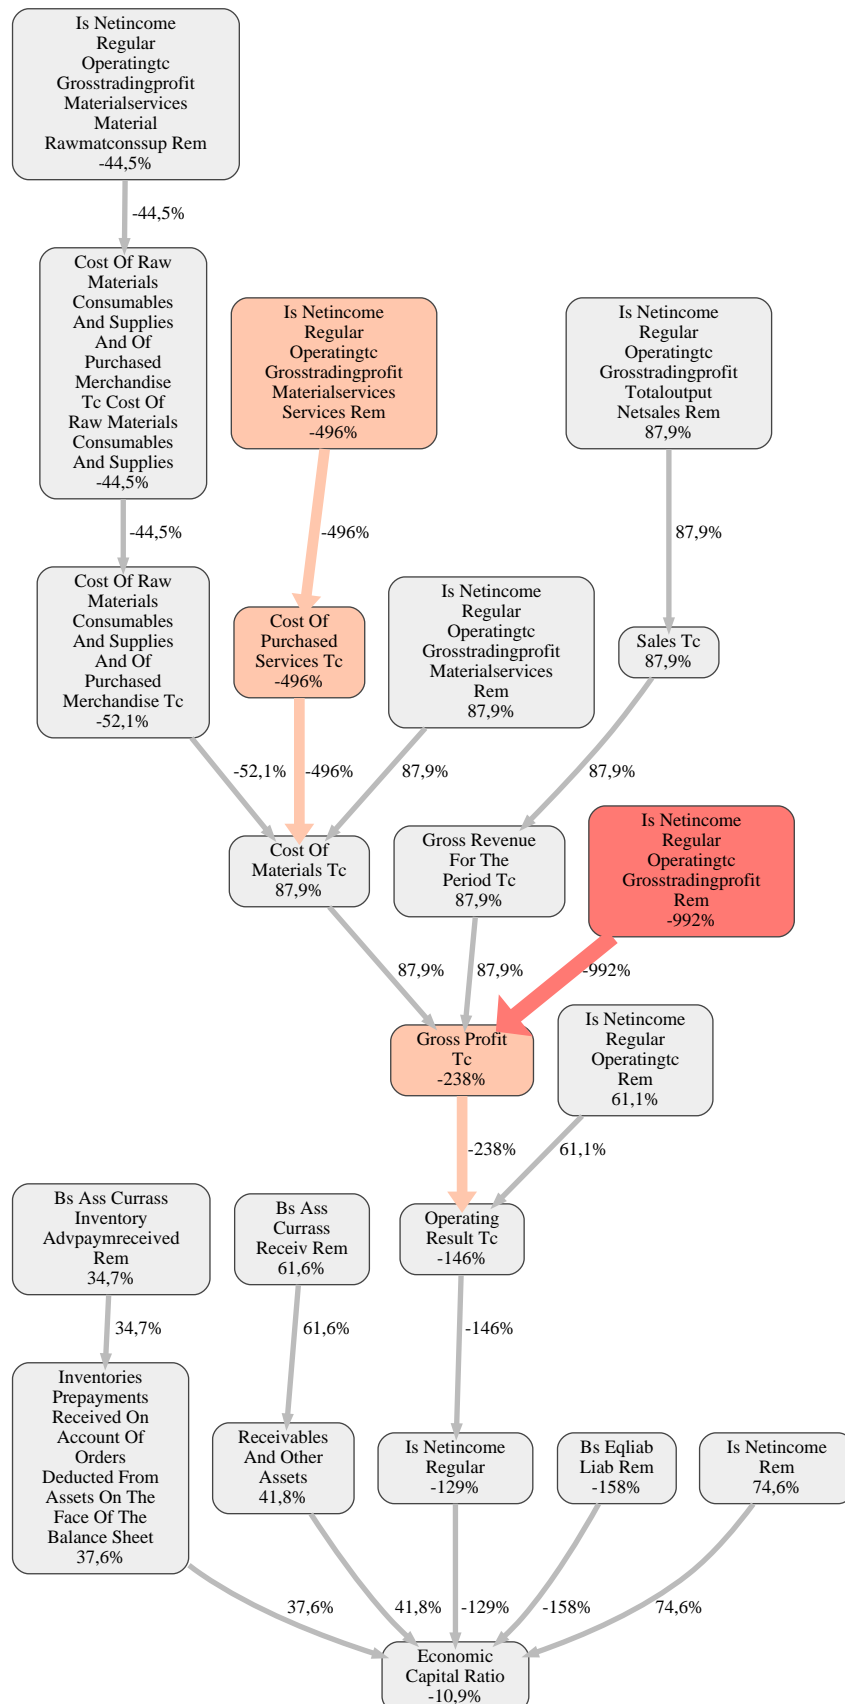 Is Netincome
Regular
Operatingtc
Grosstradingprofit
Materialservices
Material
Rawmatconssup Rem
-44,5%
-44,5%
Cost Of Raw
Materials
Consumables
And Supplies
And Of
Purchased
Merchandise
Tc Cost Of
Raw Materials
Consumables
And Supplies
-44,5%
Is Netincome
Regular
Operatingtc
Grosstradingprofit
Materialservices
Services Rem
-496%
Is Netincome
Regular
Operatingtc
Grosstradingprofit
Totaloutput
Netsales Rem
87,9%
-44,5%
-496%
87,9%
Cost Of Raw
Materials
Consumables
And Supplies
And Of
Purchased
Merchandise Tc
-52,1%
Cost Of
Purchased
Services Tc
-496%
Is Netincome
Regular
Operatingtc
Grosstradingprofit
Materialservices
Rem
87,9%
Sales Tc
87,9%
-52,1%
-496%
87,9%
87,9%
Cost Of
Materials Tc
87,9%
Gross Revenue
For The
Period Tc
87,9%
Is Netincome
Regular
Operatingtc
Grosstradingprofit
Rem
-992%
87,9%
87,9%
-992%
Gross Profit
Tc
-238%
Is Netincome
Regular
Operatingtc
Rem
61,1%
-238%
61,1%
Bs Ass Currass
Inventory
Advpaymreceived
Rem
34,7%
Bs Ass
Currass
Receiv Rem
61,6%
Operating
Result Tc
-146%
34,7%
61,6%
-146%
Inventories
Prepayments
Received On
Account Of
Orders
Deducted From
Assets On The
Face Of The
Balance Sheet
37,6%
Receivables
And Other
Assets
41,8%
Is Netincome
Regular
-129%
Bs Eqliab
Liab Rem
-158%
Is Netincome
Rem
74,6%
37,6%
41,8%
-129%
-158%
74,6%
Economic
Capital Ratio
-10,9%